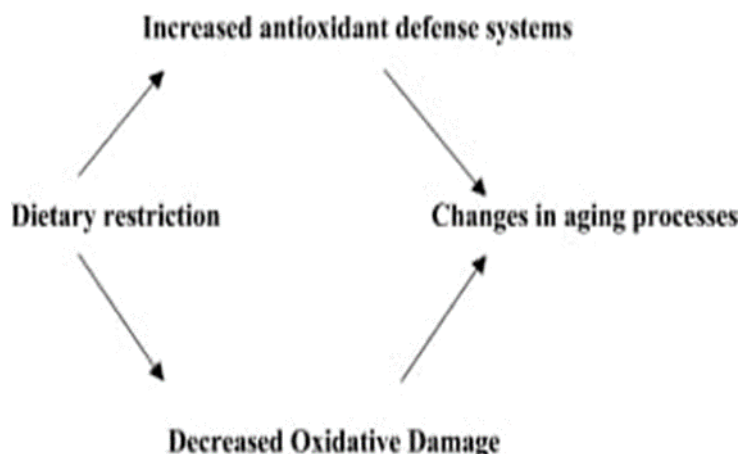 Increased antioxidant defense systems
Dietary restriction
Changes in aging processes
Decreased Oxidative Damage